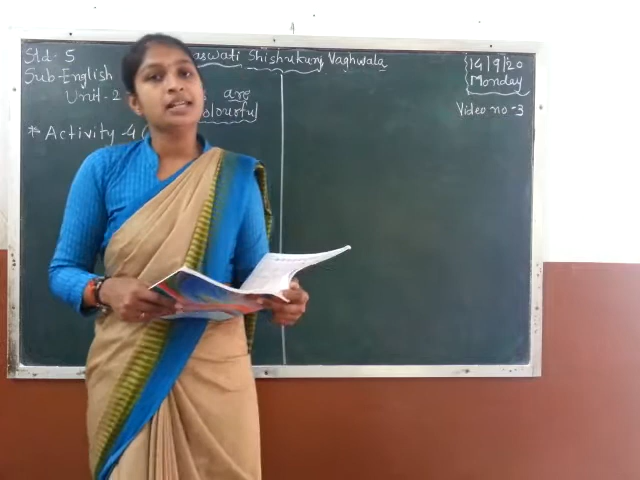 Std- 5
Sub-English
Unit-2
* Activity-4
Shishukunj Vaghwala
are
colourful
14/9/20
Monday
Video no-3